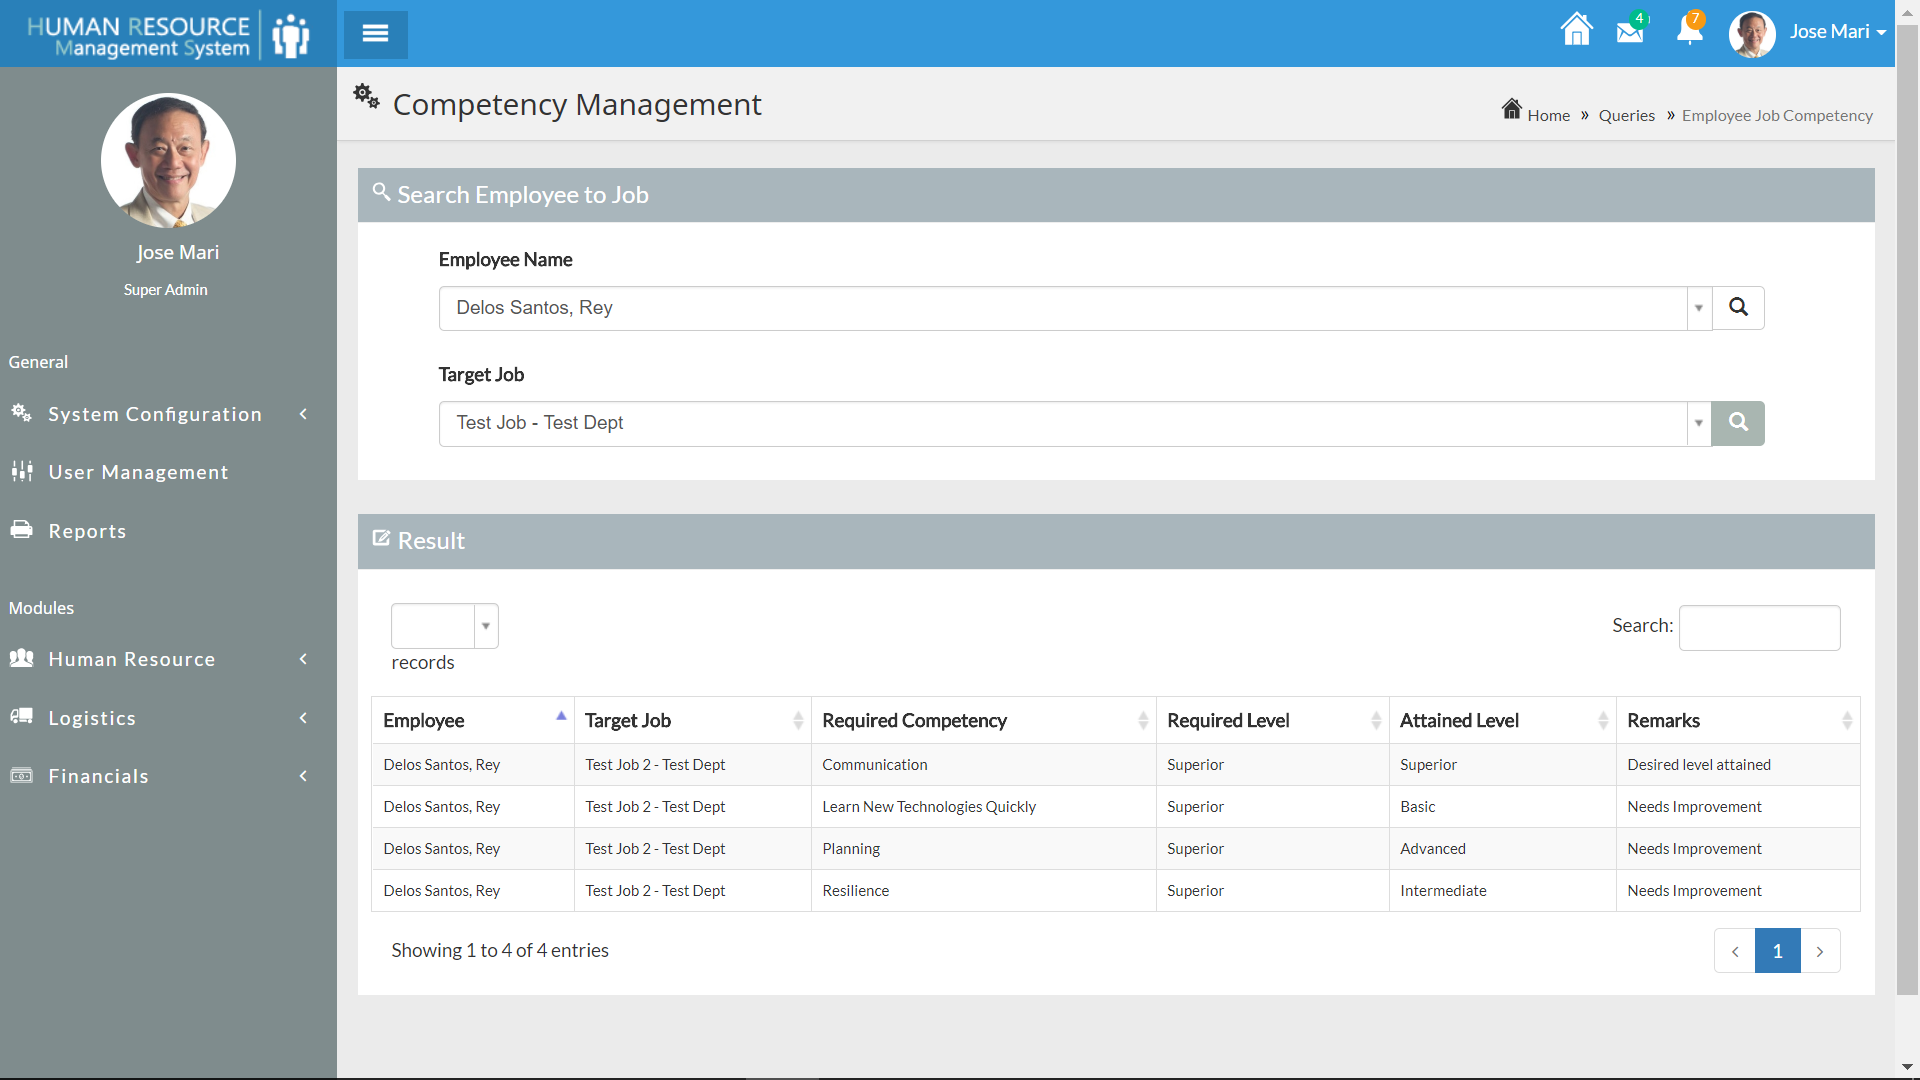 HUMAN RESOURCE
Management System
4
7
Jose Mari
Competency Management
Home » Queries » Employee Job Competency
Jose Mari
Super Admin
General
System Configuration
User Management
Reports
Modules
Human Resource
Logistics
Financials
Search Employee to Job
Employee Name
Delos Santos, Rey
Target Job
Test Job - Test Dept
Result
records
Search:
Employee Target Job Required Competency Required Level Attained Level Remarks
Delos Santos, Rey Test Job 2 - Test Dept Communication Superior Superior Desired level attained
Delos Santos, Rey Test Job 2 - Test Dept Learn New Technologies Quickly Superior Basic Needs Improvement
Delos Santos, Rey Test Job 2 - Test Dept Planning Superior Advanced Needs Improvement
Delos Santos, Rey Test Job 2 - Test Dept Resilience Superior Intermediate Needs Improvement
Showing 1 to 4 of 4 entries
‹ 1 ›